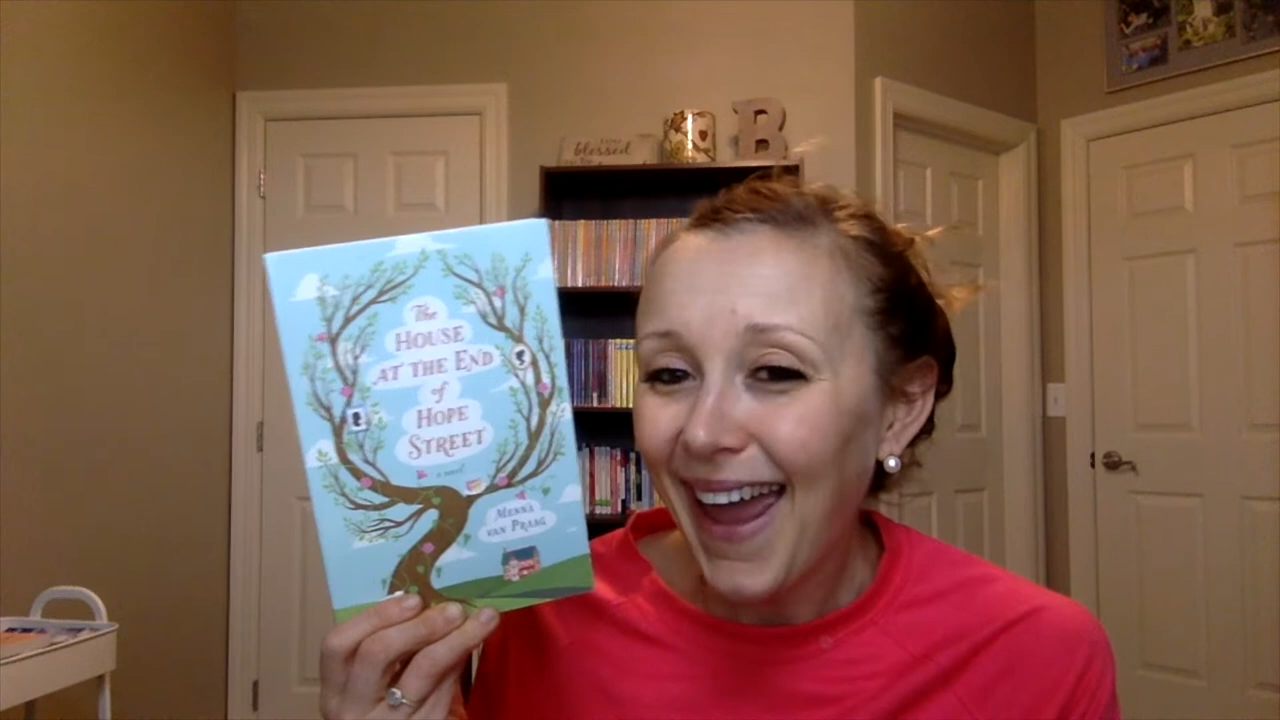 blessed
B
The
HOUSE
AT THE END
of
HOPE
STREET
a novel
MENNA
VAN PRAAG